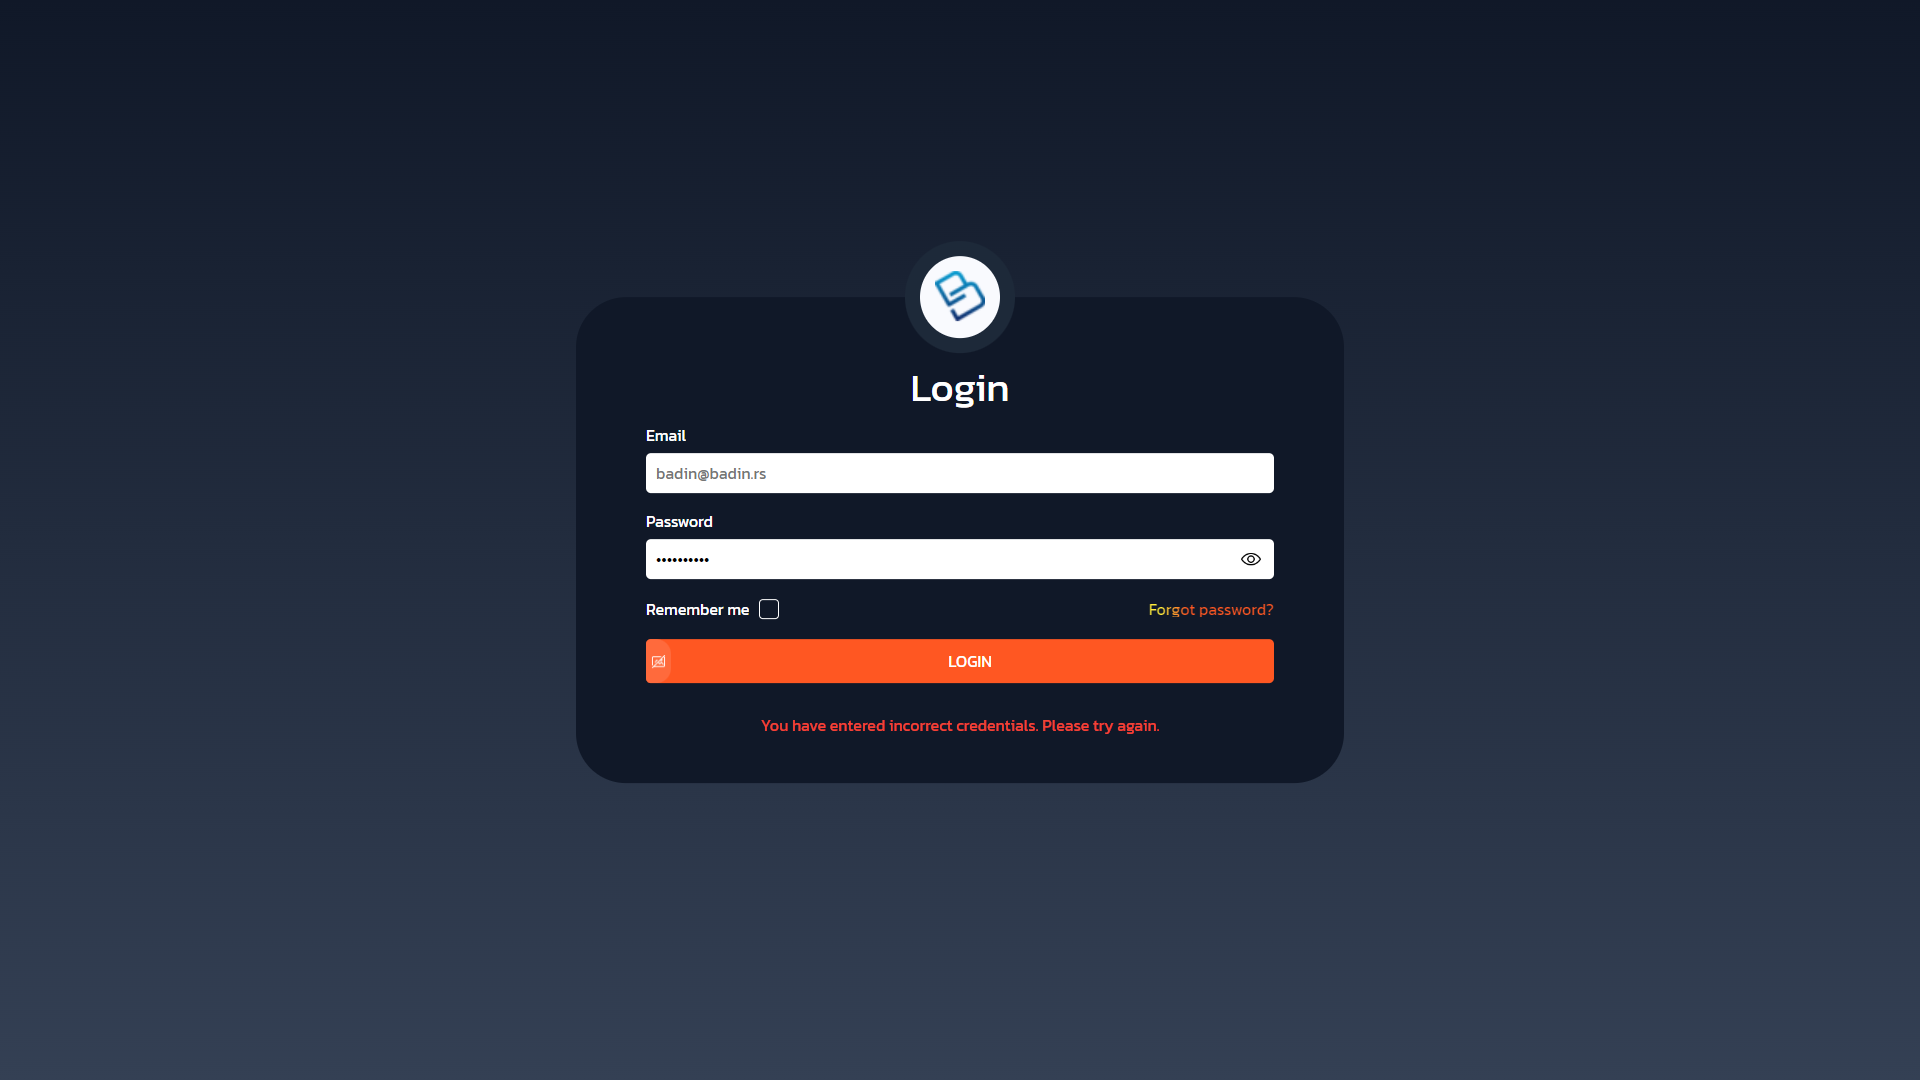 Login
Email
badin@badin.rs
Password
••••••••••
Remember me
Forgot password?
LOGIN
You have entered incorrect credentials. Please try again.